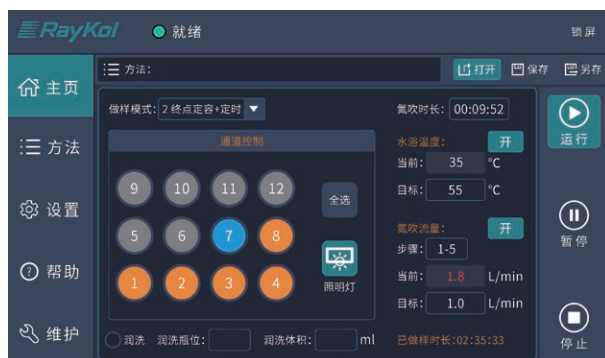 RayKol 就绪 锁屏
方法: 打开 保存 另存
主页
方法
设置
帮助
维护
做样模式: 2 终点定容+定时
通道控制
9 10 11 12
5 6 7 8
1 2 3 4
全选
照明灯
润洗 润洗瓶位: 润洗体积: ml
氮吹时长: 00:09:52
水浴温度: 开
当前: 35 °C
目标: 55 °C
氮吹流量: 开
步骤: 1-5
当前: 1.8 L/min
目标: 1.0 L/min
已做样时长:02:35:33
运行
暂停
停止